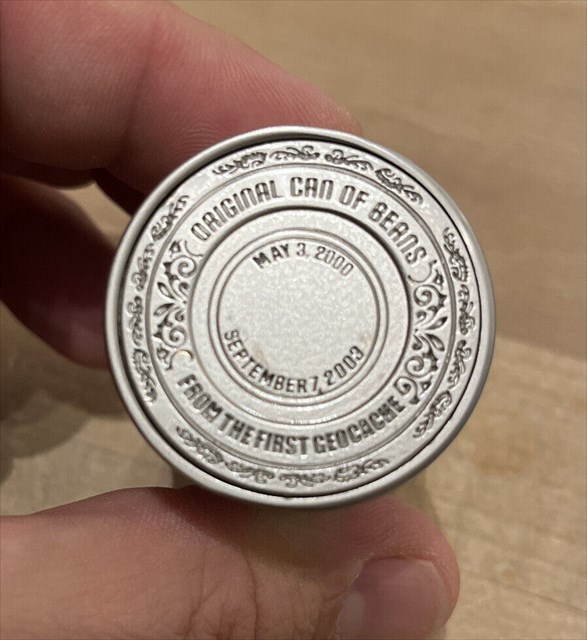 ORIGINAL CAN OF BEANS
MAY 3, 2000
SEPTEMBER 7, 2003
FROM THE FIRST GEOCACHE